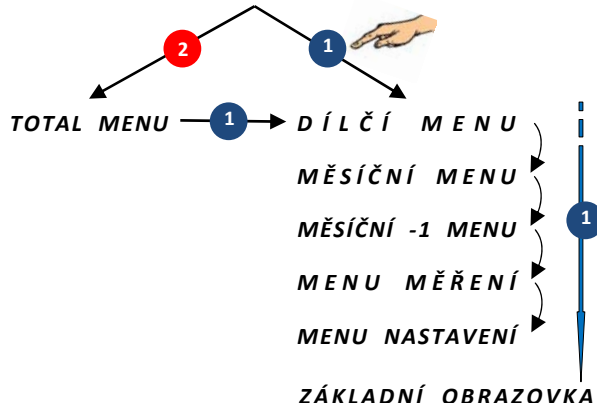 2 1
TOTAL MENU 1 DÍLČÍ MENU
MĚSÍČNÍ MENU
MĚSÍČNÍ -1 MENU
1
MENU MĚŘENÍ
MENU NASTAVENÍ
ZÁKLADNÍ OBRAZOVKA